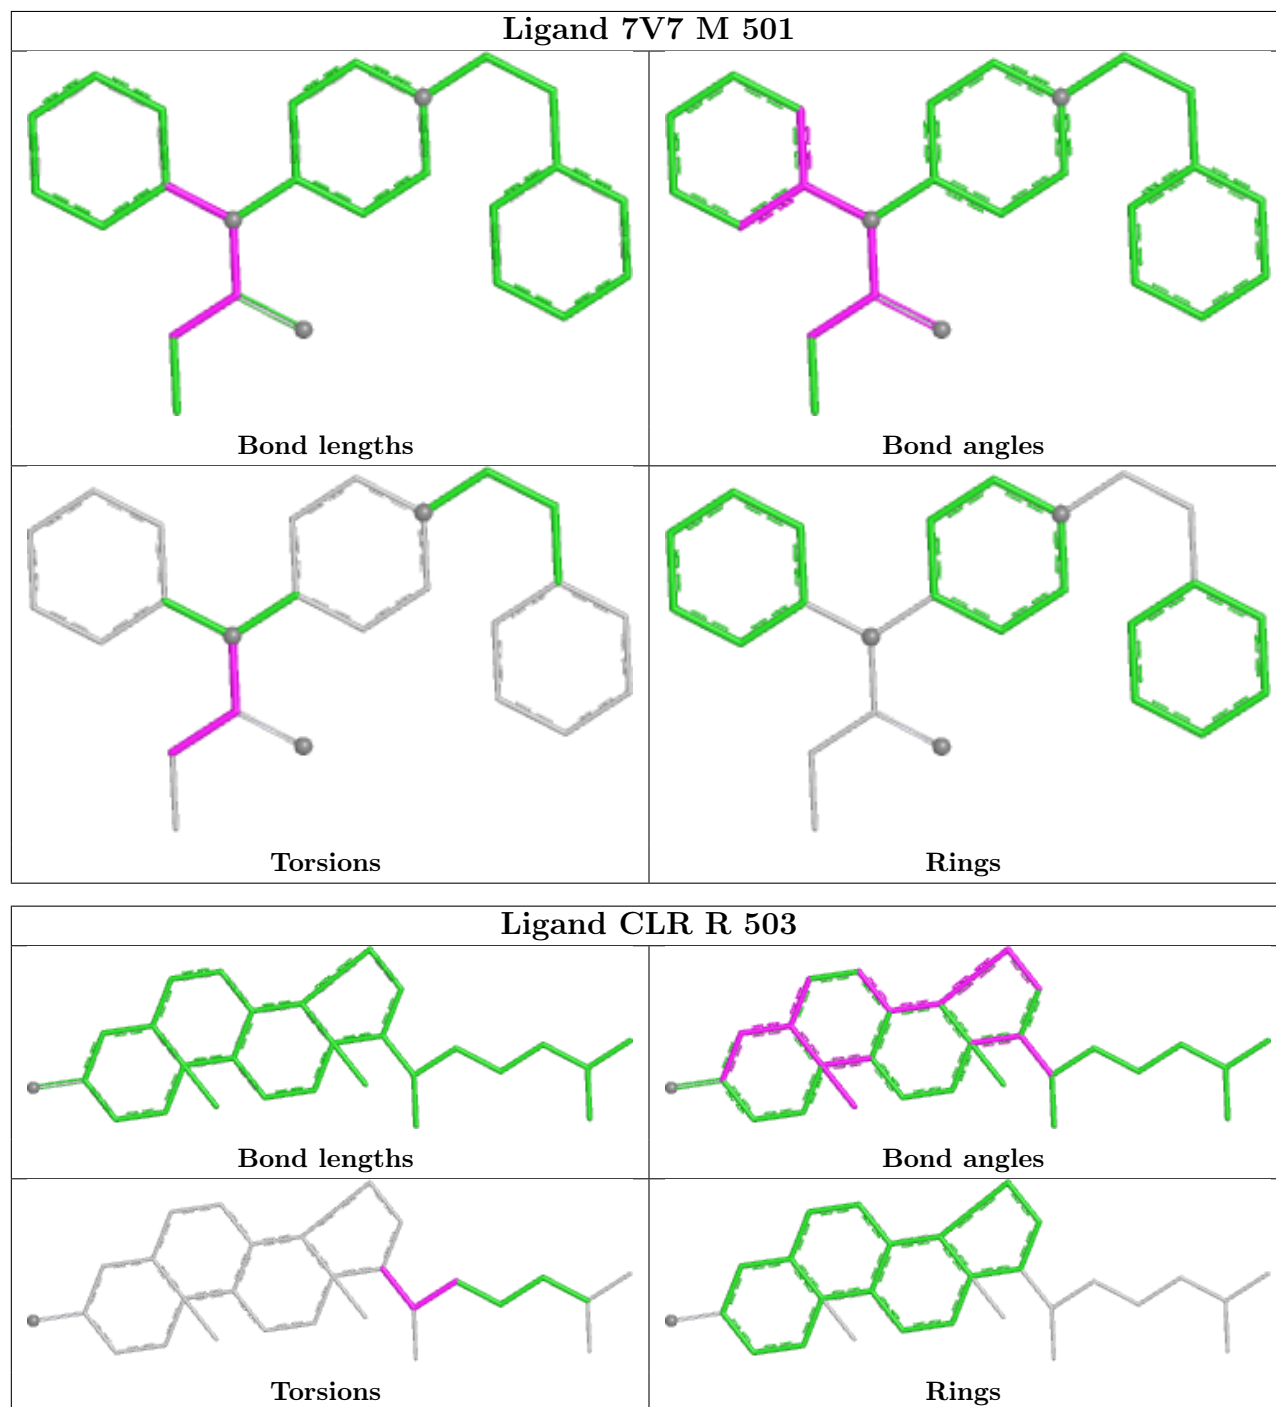 Ligand 7V7 M 501
Bond lengths
Bond angles
Torsions
Rings
Ligand CLR R 503
Bond lengths
Bond angles
Torsions
Rings